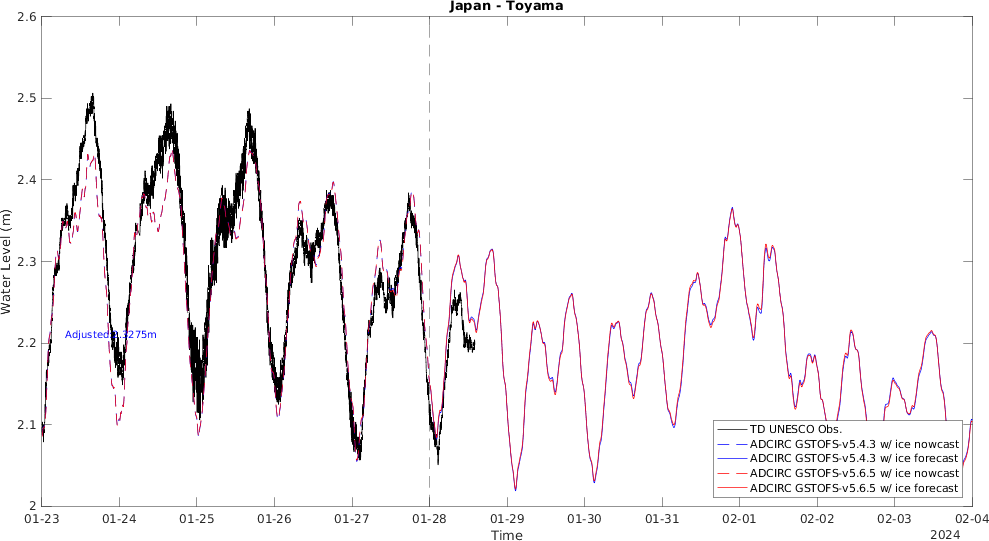 Japan - Toyama
2.6
2.5
2.4
2.3
2.2
2.1
2
Water Level (m)
TD UNESCO Obs.
ADCIRC GSTOFS-v5.4.3 w/ ice nowcast
ADCIRC GSTOFS-v5.4.3 w/ ice forecast
ADCIRC GSTOFS-v5.6.5 w/ ice nowcast
ADCIRC GSTOFS-v5.6.5 w/ ice forecast
01-23 01-24 01-25 01-26 01-27 01-28 01-29 01-30 01-31 02-01 02-02 02-03 02-04
Time
2024